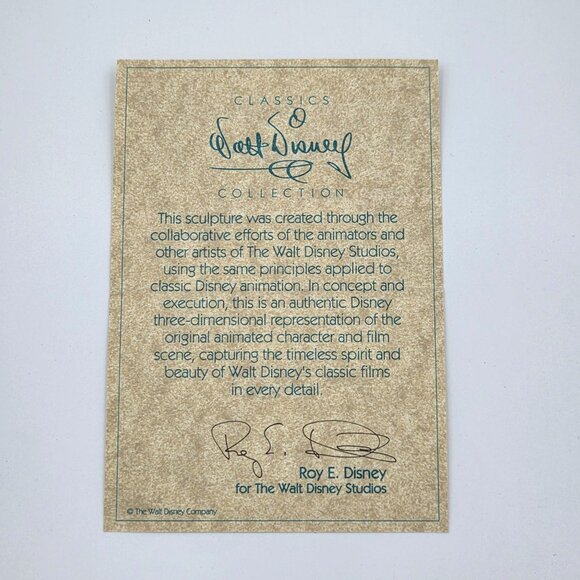 CLASSICS
Walt Disney
COLLECTION
This sculpture was created through the
collaborative efforts of the animators and
other artists of The Walt Disney Studios,
using the same principles applied to
classic Disney animation. In concept and
execution, this is an authentic Disney
three-dimensional representation of the
original animated character and film
scene, capturing the timeless spirit and
beauty of Walt Disney's classic films
in every detail.
Roy E. Disney
Roy E. Disney
for The Walt Disney Studios
© The Walt Disney Company